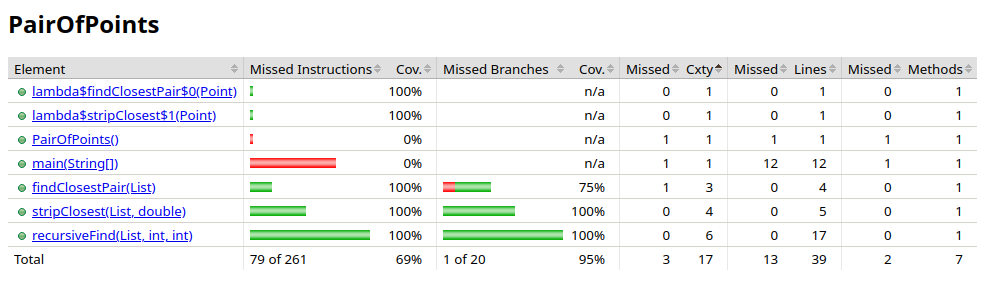 PairOfPoints
Element Missed Instructions Cov. Missed Branches Cov. Missed Cxty Missed Lines Missed Methods
lambda$findClosestPair$0(Point) 100% n/a 0 1 0 1 0 1
lambda$stripClosest$1(Point) 100% n/a 0 1 0 1 0 1
PairOfPoints() 0% n/a 1 1 1 1 1 1
main(String[]) 0% n/a 1 1 12 12 1 1
findClosestPair(List) 100% 75% 1 3 0 4 0 1
stripClosest(List, double) 100% 100% 0 4 0 5 0 1
recursiveFind(List, int, int) 100% 100% 0 6 0 17 0 1
Total 79 of 261 69% 1 of 20 95% 3 17 13 39 2 7